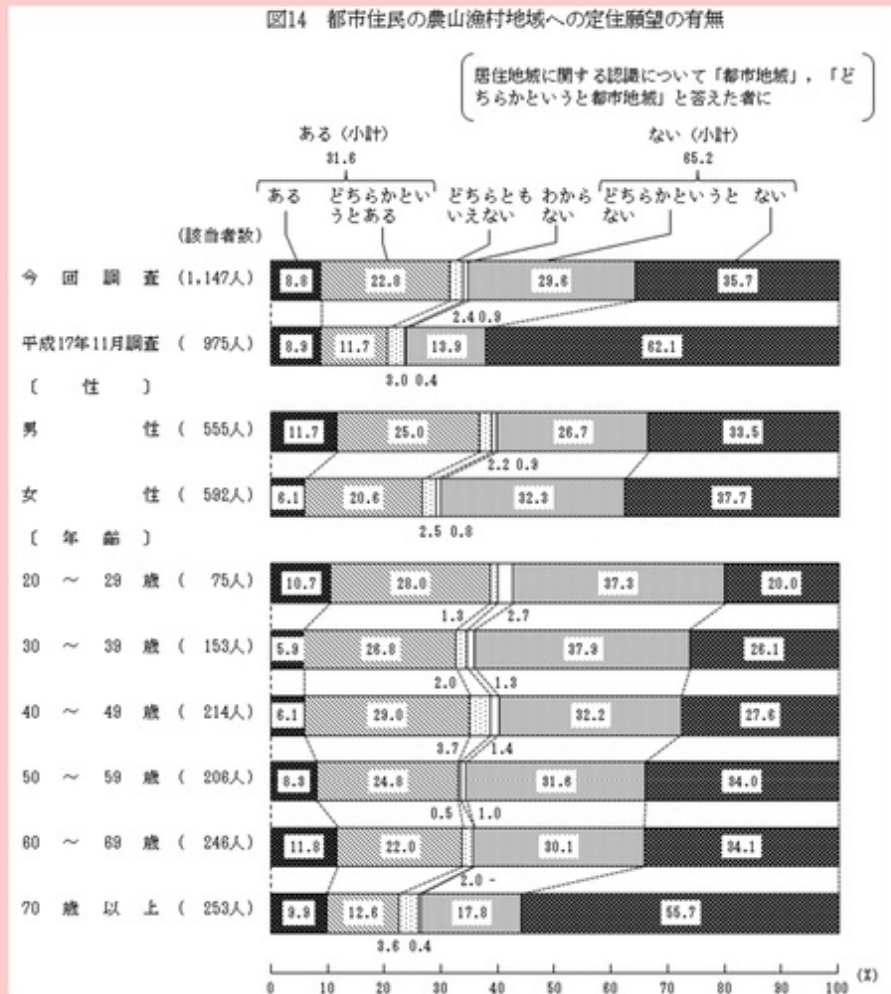 図14 都市住民の農山漁村地域への定住願望の有無
居住地域に関する認識について「都市地域」，「ど
ちらかというと都市地域」と答えた者に
ある（小計） ない（小計）
31.6 65.2
ある どちらかとい どちらとも わから どちらかというと ない
うとある いえない ない ない
（該当者数）
今回調査 (1,147人) 8.8 22.8 29.6 35.7
2.4 0.9
平成17年11月調査 ( 975人) 8.9 11.7 13.9 62.1
〔 性 〕 3.0 0.4
男性 ( 555人) 11.7 25.0 26.7 33.5
2.2 0.9
女性 ( 592人) 6.1 20.6 32.3 37.7
〔 年齢 〕 2.5 0.8
20 ～ 29 歳 ( 75人) 10.7 28.0 37.3 20.0
1.3 2.7
30 ～ 39 歳 ( 153人) 5.9 26.8 37.9 26.1
2.0 1.3
40 ～ 49 歳 ( 214人) 6.1 29.0 32.2 27.6
3.7 1.4
50 ～ 59 歳 ( 206人) 8.3 24.8 31.6 34.0
0.5 1.0
60 ～ 69 歳 ( 246人) 11.8 22.0 30.1 34.1
2.0 -
70 歳以上 ( 253人) 9.9 12.6 17.8 55.7
3.6 0.4
0 10 20 30 40 50 60 70 80 90 100 (%)